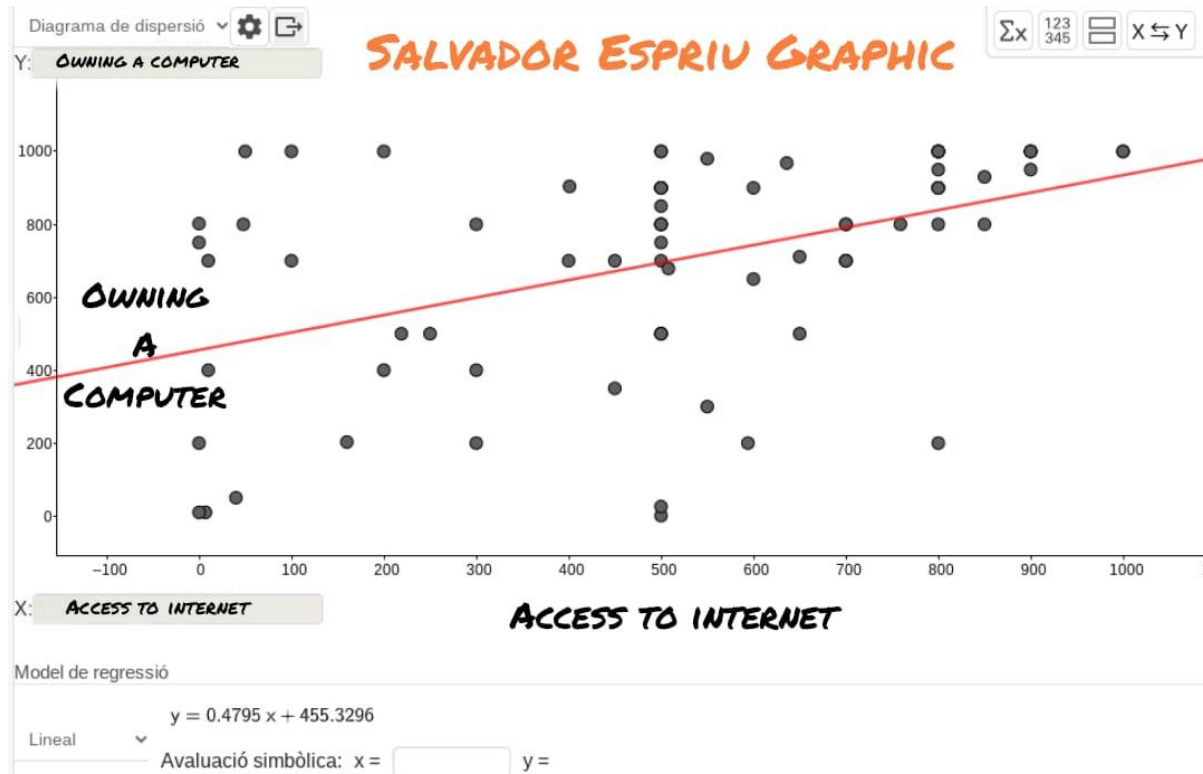 Diagrama de dispersió
Y: OWNING A COMPUTER
SALVADOR ESPRIU GRAPHIC
Σx 123 345 X ⇆ Y
1000
800
600
400
200
0
OWNING
A
COMPUTER
−100 0 100 200 300 400 500 600 700 800 900 1000
X: ACCESS TO INTERNET
ACCESS TO INTERNET
Model de regressió
y = 0.4795 x + 455.3296
Lineal
Avaluació simbòlica: x = y =